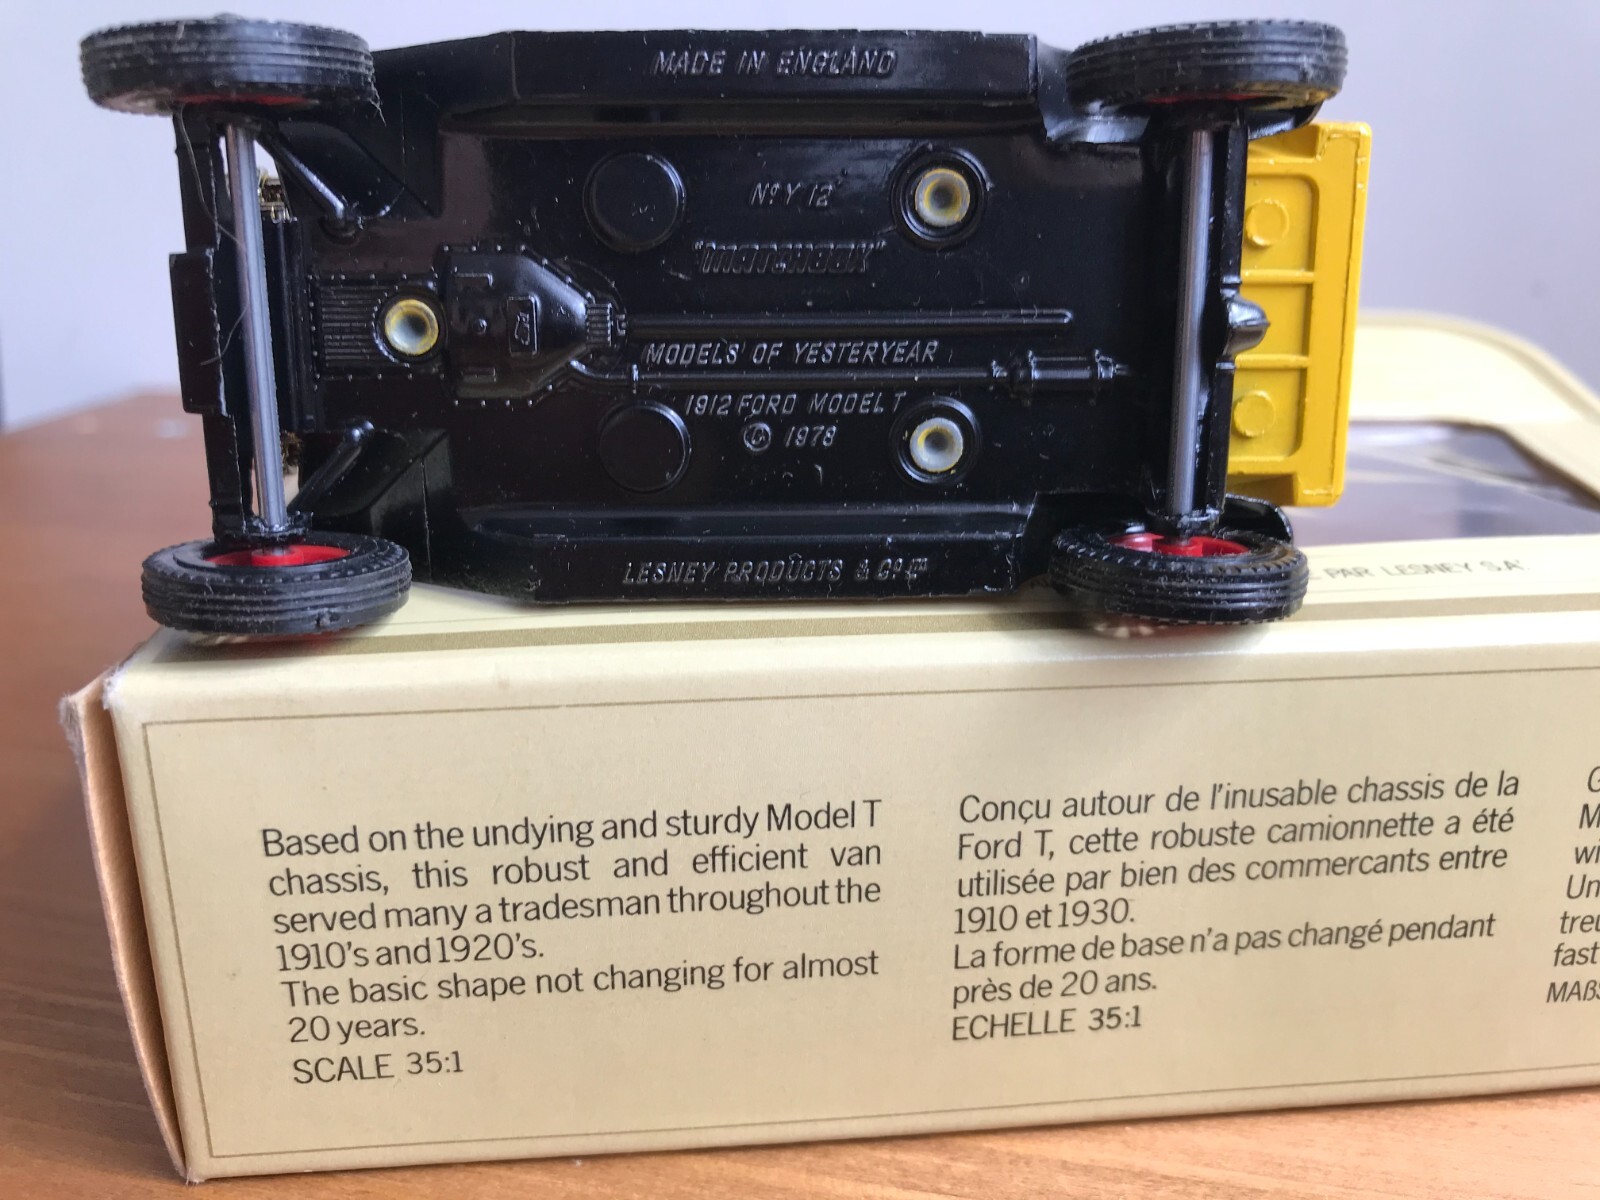 MADE IN ENGLAND
No Y 12
"MATCHBOX"
MODELS OF YESTERYEAR
1912 FORD MODEL T
© 1978
LESNEY PRODUCTS & Co LTD
PAR LESNEY S.A.
Based on the undying and sturdy Model T
chassis, this robust and efficient van
served many a tradesman throughout the
1910's and 1920's.
The basic shape not changing for almost
20 years.
SCALE 35:1
Conçu autour de l'inusable chassis de la
Ford T, cette robuste camionnette a été
utilisée par bien des commercants entre
1910 et 1930.
La forme de base n'a pas changé pendant
près de 20 ans.
ECHELLE 35:1